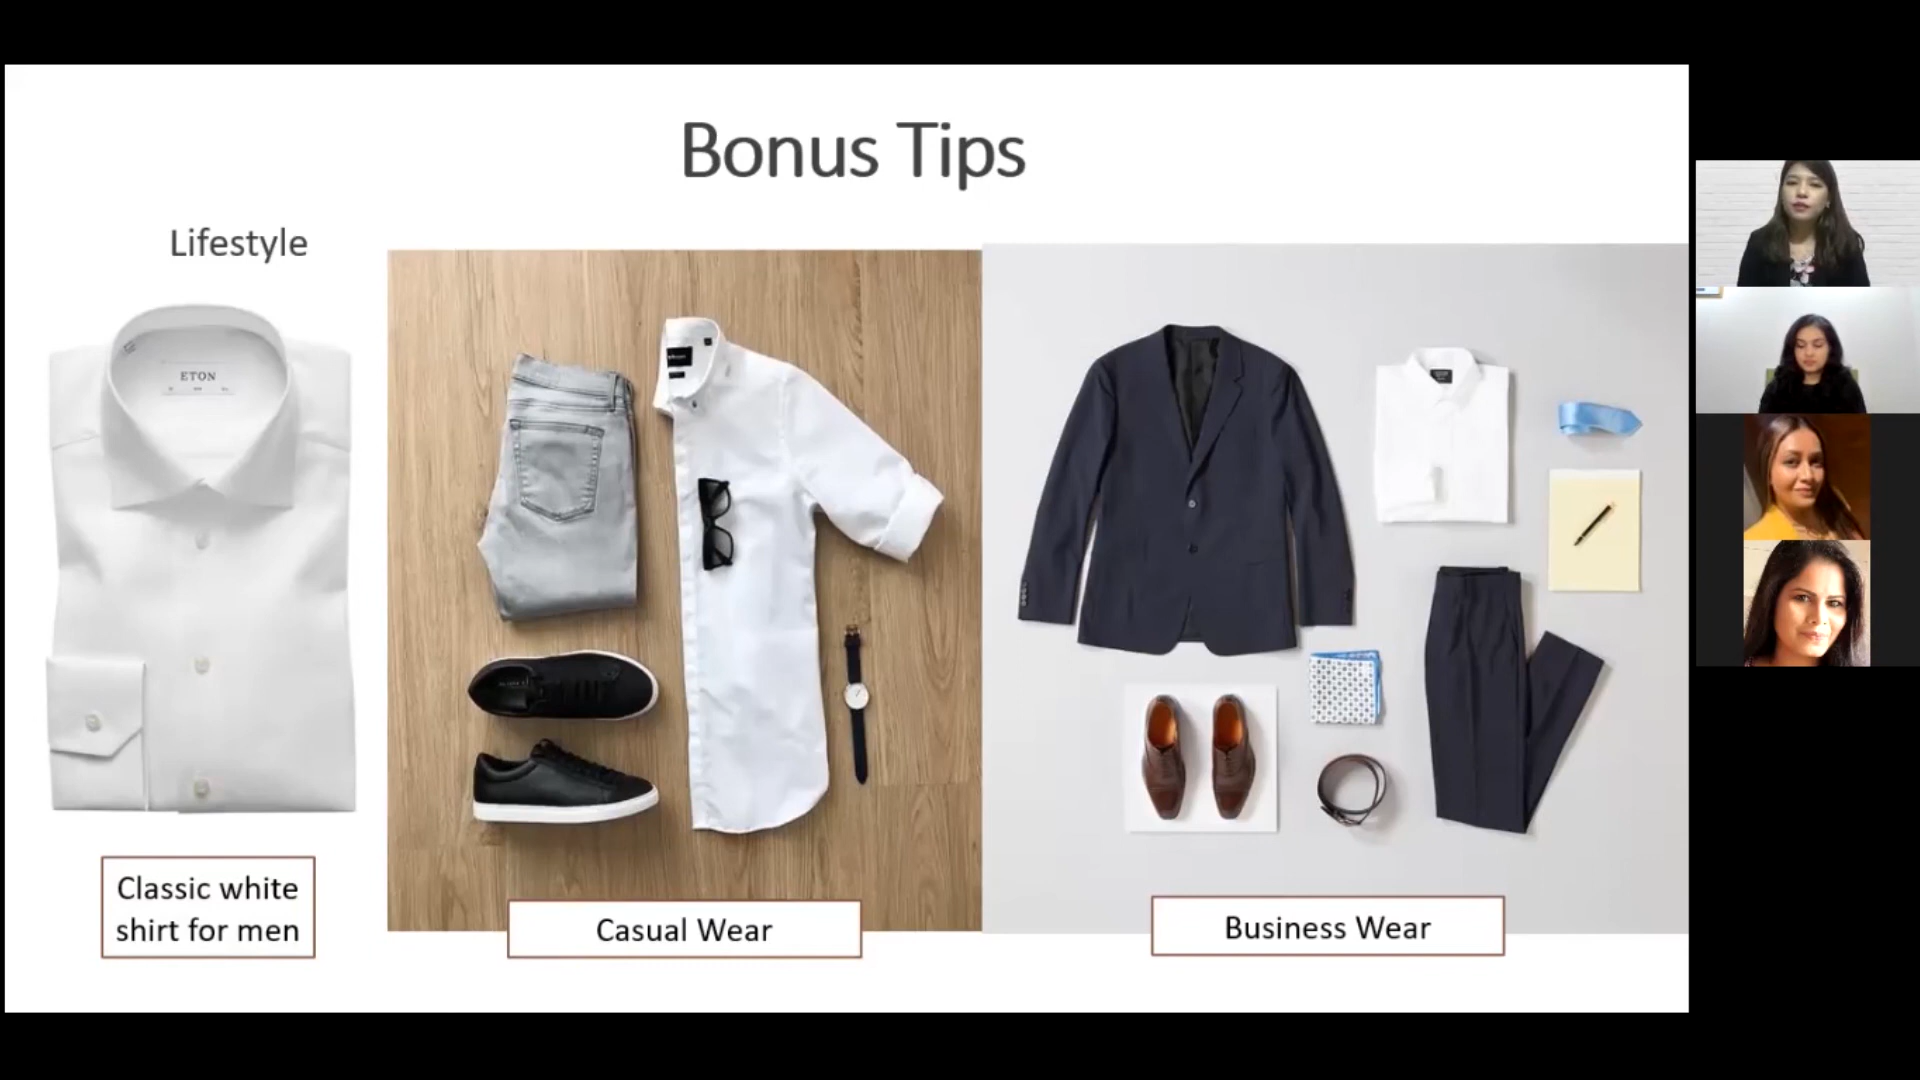 Bonus Tips
Lifestyle
ETON
Classic white
shirt for men
Casual Wear
Business Wear